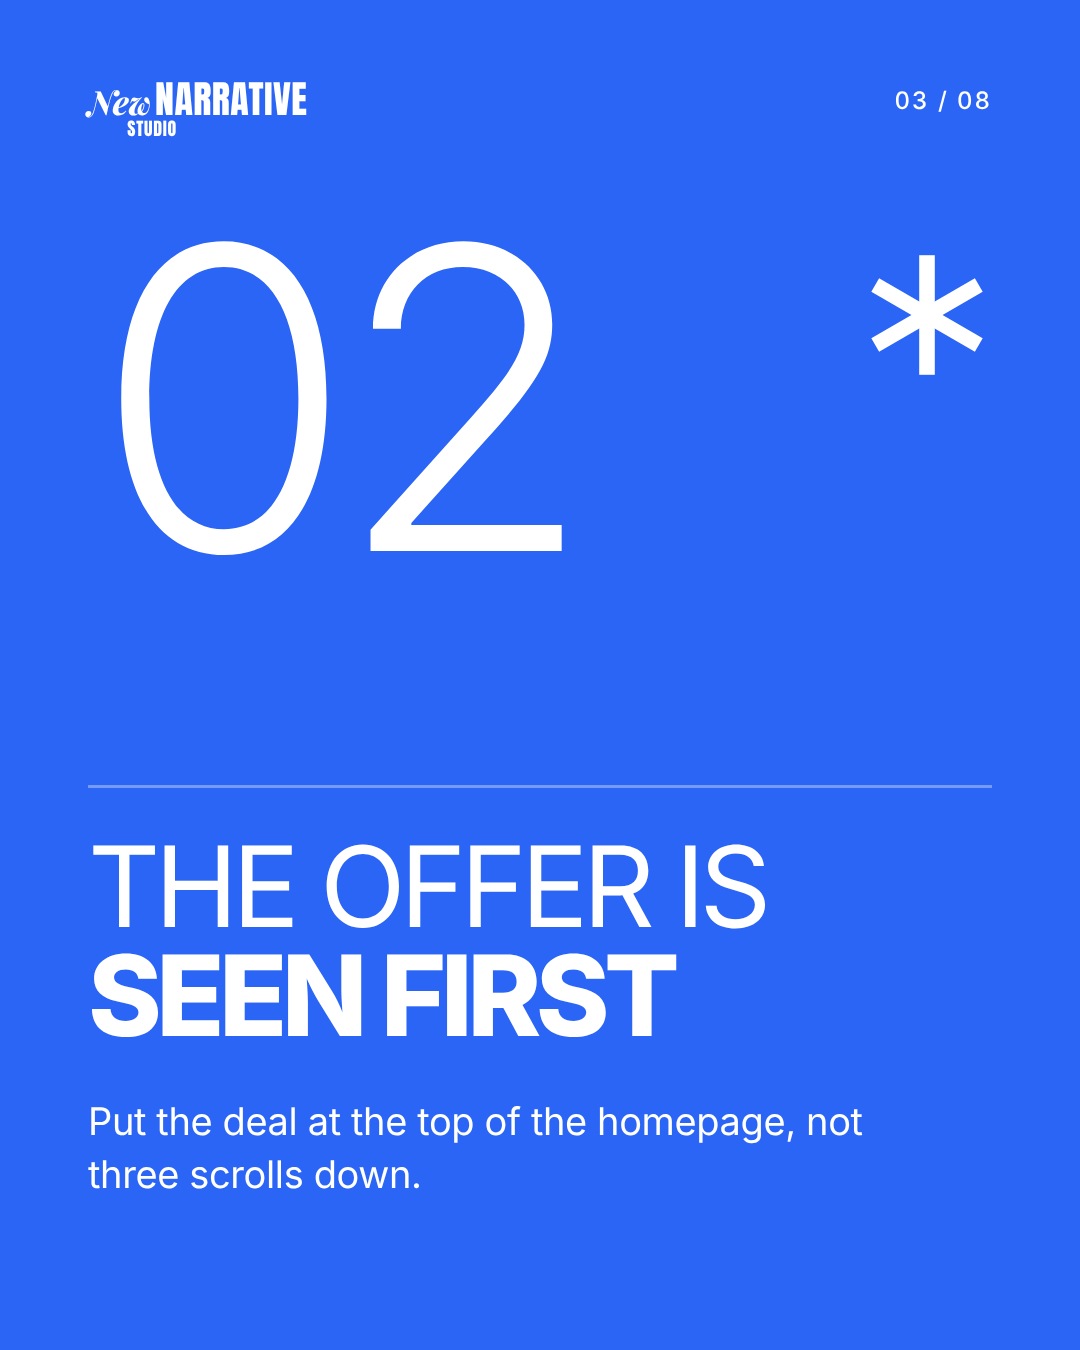 New NARRATIVE
STUDIO
03 / 08
02
*
THE OFFER IS
SEEN FIRST
Put the deal at the top of the homepage, not
three scrolls down.